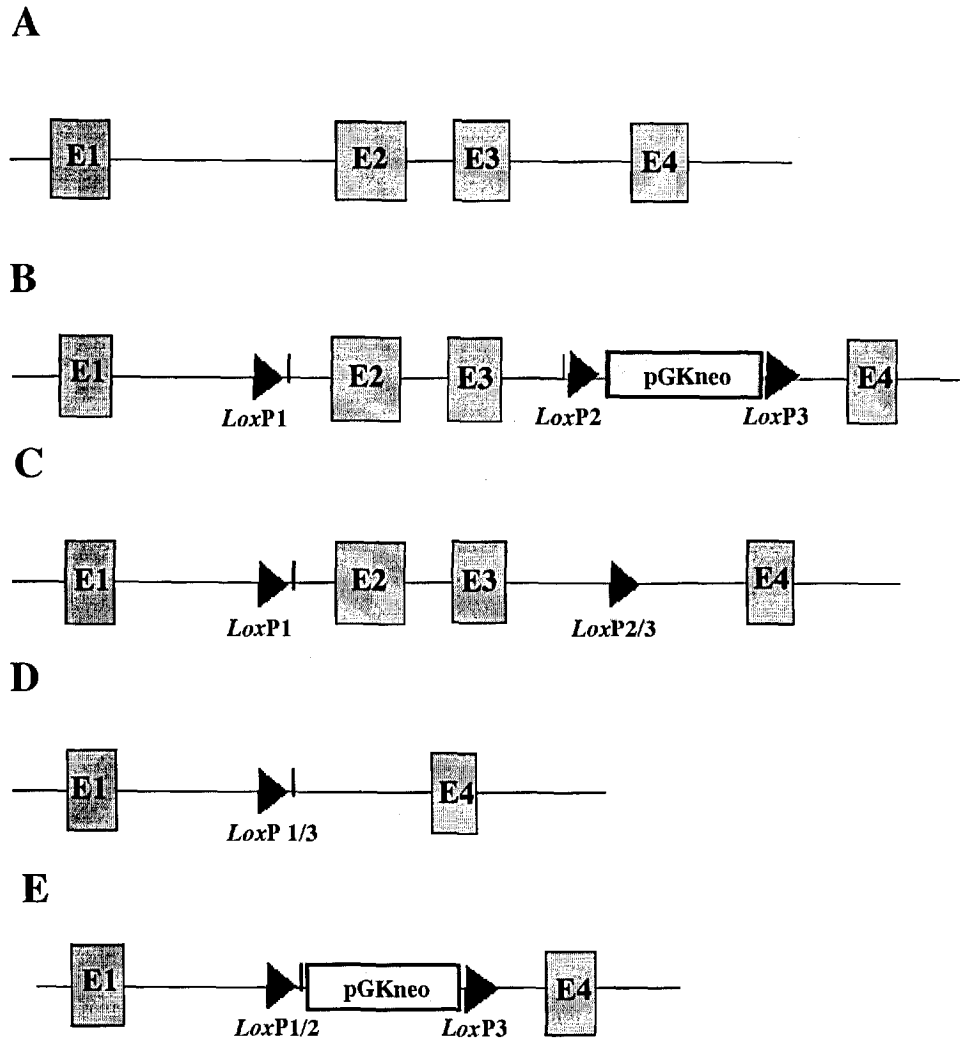 A
E1 E2 E3 E4
B
E1 E2 E3 pGKneo E4
LoxP1 LoxP2 LoxP3
C
E1 E2 E3 E4
LoxP1 LoxP2/3
D
E1 E4
LoxP 1/3
E
E1 pGKneo E4
LoxP1/2 LoxP3